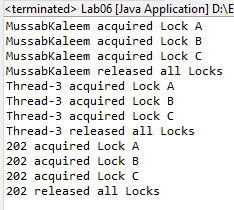 <terminated> Lab06 [Java Application] D:\E
MussabKaleem acquired Lock A
MussabKaleem acquired Lock B
MussabKaleem acquired Lock C
MussabKaleem released all Locks
Thread-3 acquired Lock A
Thread-3 acquired Lock B
Thread-3 acquired Lock C
Thread-3 released all Locks
202 acquired Lock A
202 acquired Lock B
202 acquired Lock C
202 released all Locks